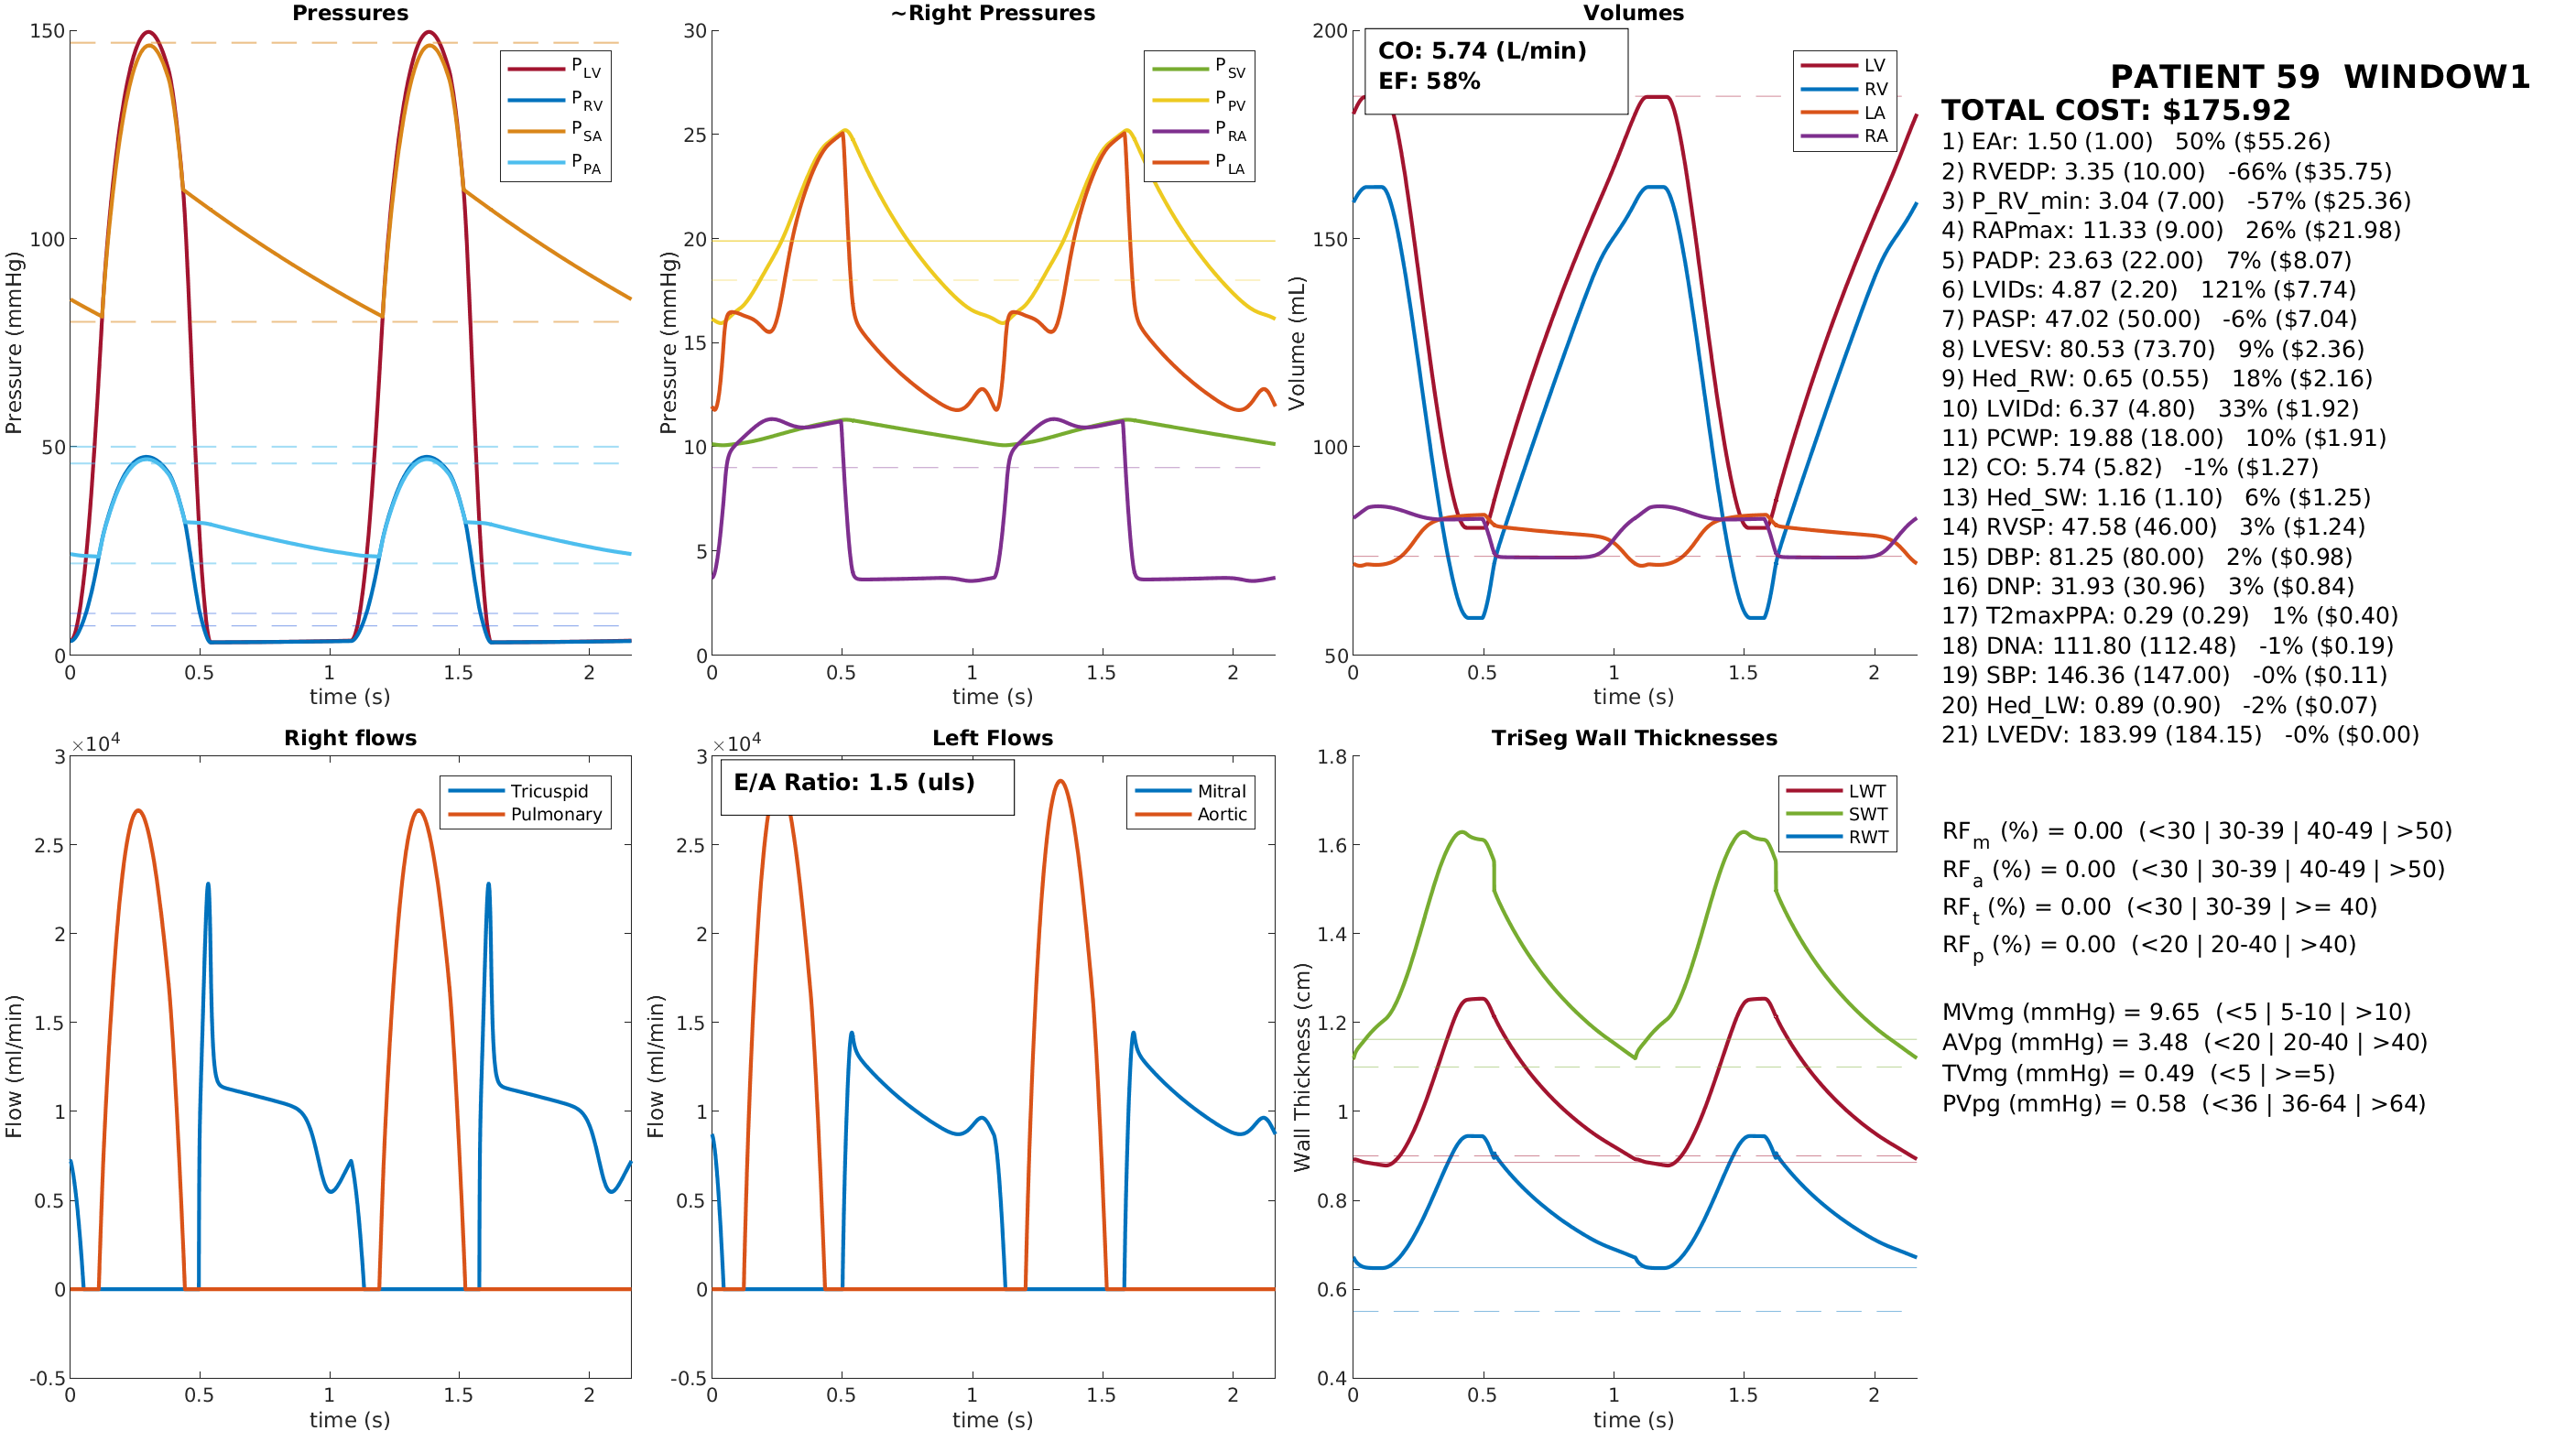 Pressures
150
100
50
0
Pressure (mmHg)
P_LV
P_RV
P_SA
P_PA
0 0.5 1 1.5 2
time (s)
~Right Pressures
30
25
20
15
10
5
0
Pressure (mmHg)
P_SV
P_PV
P_RA
P_LA
0 0.5 1 1.5 2
time (s)
Volumes
200
150
100
50
Volume (mL)
CO: 5.74 (L/min)
EF: 58%
LV
RV
LA
RA
0 0.5 1 1.5 2
time (s)
PATIENT 59 WINDOW1
TOTAL COST: $175.92
1) EAr: 1.50 (1.00) 50% ($55.26)
2) RVEDP: 3.35 (10.00) -66% ($35.75)
3) P_RV_min: 3.04 (7.00) -57% ($25.36)
4) RAPmax: 11.33 (9.00) 26% ($21.98)
5) PADP: 23.63 (22.00) 7% ($8.07)
6) LVIDs: 4.87 (2.20) 121% ($7.74)
7) PASP: 47.02 (50.00) -6% ($7.04)
8) LVESV: 80.53 (73.70) 9% ($2.36)
9) Hed_RW: 0.65 (0.55) 18% ($2.16)
10) LVIDd: 6.37 (4.80) 33% ($1.92)
11) PCWP: 19.88 (18.00) 10% ($1.91)
12) CO: 5.74 (5.82) -1% ($1.27)
13) Hed_SW: 1.16 (1.10) 6% ($1.25)
14) RVSP: 47.58 (46.00) 3% ($1.24)
15) DBP: 81.25 (80.00) 2% ($0.98)
16) DNP: 31.93 (30.96) 3% ($0.84)
17) T2maxPPA: 0.29 (0.29) 1% ($0.40)
18) DNA: 111.80 (112.48) -1% ($0.19)
19) SBP: 146.36 (147.00) -0% ($0.11)
20) Hed_LW: 0.89 (0.90) -2% ($0.07)
21) LVEDV: 183.99 (184.15) -0% ($0.00)
RF_m (%) = 0.00 (<30 | 30-39 | 40-49 | >50)
RF_a (%) = 0.00 (<30 | 30-39 | 40-49 | >50)
RF_t (%) = 0.00 (<30 | 30-39 | >= 40)
RF_p (%) = 0.00 (<20 | 20-40 | >40)
MVmg (mmHg) = 9.65 (<5 | 5-10 | >10)
AVpg (mmHg) = 3.48 (<20 | 20-40 | >40)
TVmg (mmHg) = 0.49 (<5 | >=5)
PVpg (mmHg) = 0.58 (<36 | 36-64 | >64)
Right flows
×10^4
3
2.5
2
1.5
1
0.5
0
-0.5
Flow (ml/min)
Tricuspid
Pulmonary
0 0.5 1 1.5 2
time (s)
Left Flows
×10^4
3
2.5
2
1.5
1
0.5
0
-0.5
Flow (ml/min)
E/A Ratio: 1.5 (uls)
Mitral
Aortic
0 0.5 1 1.5 2
time (s)
TriSeg Wall Thicknesses
1.8
1.6
1.4
1.2
1
0.8
0.6
0.4
Wall Thickness (cm)
LWT
SWT
RWT
0 0.5 1 1.5 2
time (s)